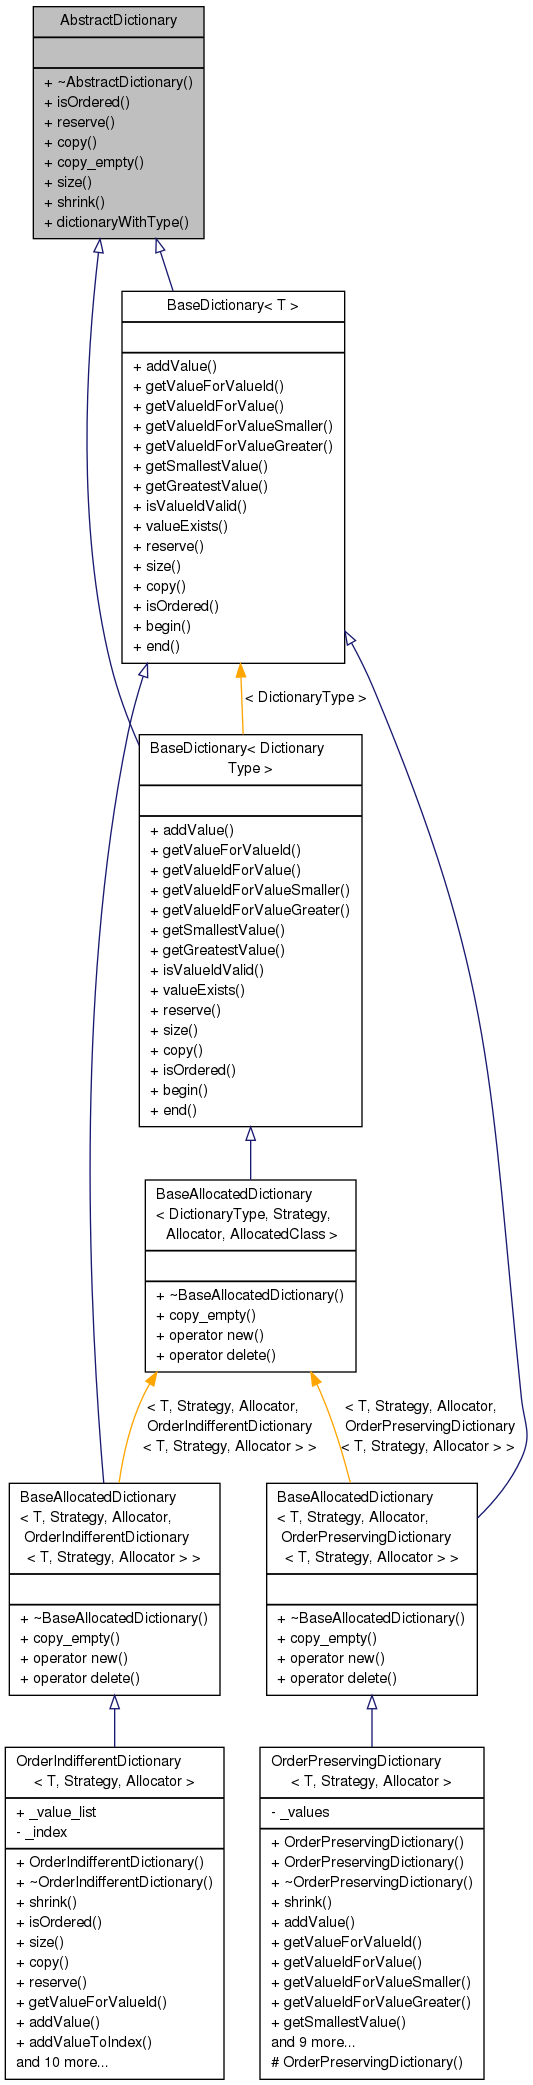 AbstractDictionary
+ ~AbstractDictionary()
+ isOrdered()
+ reserve()
+ copy()
+ copy_empty()
+ size()
+ shrink()
+ dictionaryWithType()
BaseDictionary< T >
+ addValue()
+ getValueForValueId()
+ getValueIdForValue()
+ getValueIdForValueSmaller()
+ getValueIdForValueGreater()
+ getSmallestValue()
+ getGreatestValue()
+ isValueIdValid()
+ valueExists()
+ reserve()
+ size()
+ copy()
+ isOrdered()
+ begin()
+ end()
< DictionaryType >
BaseDictionary< Dictionary
Type >
+ addValue()
+ getValueForValueId()
+ getValueIdForValue()
+ getValueIdForValueSmaller()
+ getValueIdForValueGreater()
+ getSmallestValue()
+ getGreatestValue()
+ isValueIdValid()
+ valueExists()
+ reserve()
+ size()
+ copy()
+ isOrdered()
+ begin()
+ end()
BaseAllocatedDictionary
< DictionaryType, Strategy,
Allocator, AllocatedClass >
+ ~BaseAllocatedDictionary()
+ copy_empty()
+ operator new()
+ operator delete()
< T, Strategy, Allocator,
OrderIndifferentDictionary
< T, Strategy, Allocator > >
< T, Strategy, Allocator,
OrderPreservingDictionary
< T, Strategy, Allocator > >
BaseAllocatedDictionary
< T, Strategy, Allocator,
OrderIndifferentDictionary
< T, Strategy, Allocator > >
+ ~BaseAllocatedDictionary()
+ copy_empty()
+ operator new()
+ operator delete()
BaseAllocatedDictionary
< T, Strategy, Allocator,
OrderPreservingDictionary
< T, Strategy, Allocator > >
+ ~BaseAllocatedDictionary()
+ copy_empty()
+ operator new()
+ operator delete()
OrderIndifferentDictionary
< T, Strategy, Allocator >
+ _value_list
- _index
+ OrderIndifferentDictionary()
+ ~OrderIndifferentDictionary()
+ shrink()
+ isOrdered()
+ size()
+ copy()
+ reserve()
+ getValueForValueId()
+ addValue()
+ addValueToIndex()
and 10 more...
OrderPreservingDictionary
< T, Strategy, Allocator >
- _values
+ OrderPreservingDictionary()
+ OrderPreservingDictionary()
+ ~OrderPreservingDictionary()
+ shrink()
+ addValue()
+ getValueForValueId()
+ getValueIdForValue()
+ getValueIdForValueSmaller()
+ getValueIdForValueGreater()
+ getSmallestValue()
and 9 more...
# OrderPreservingDictionary()